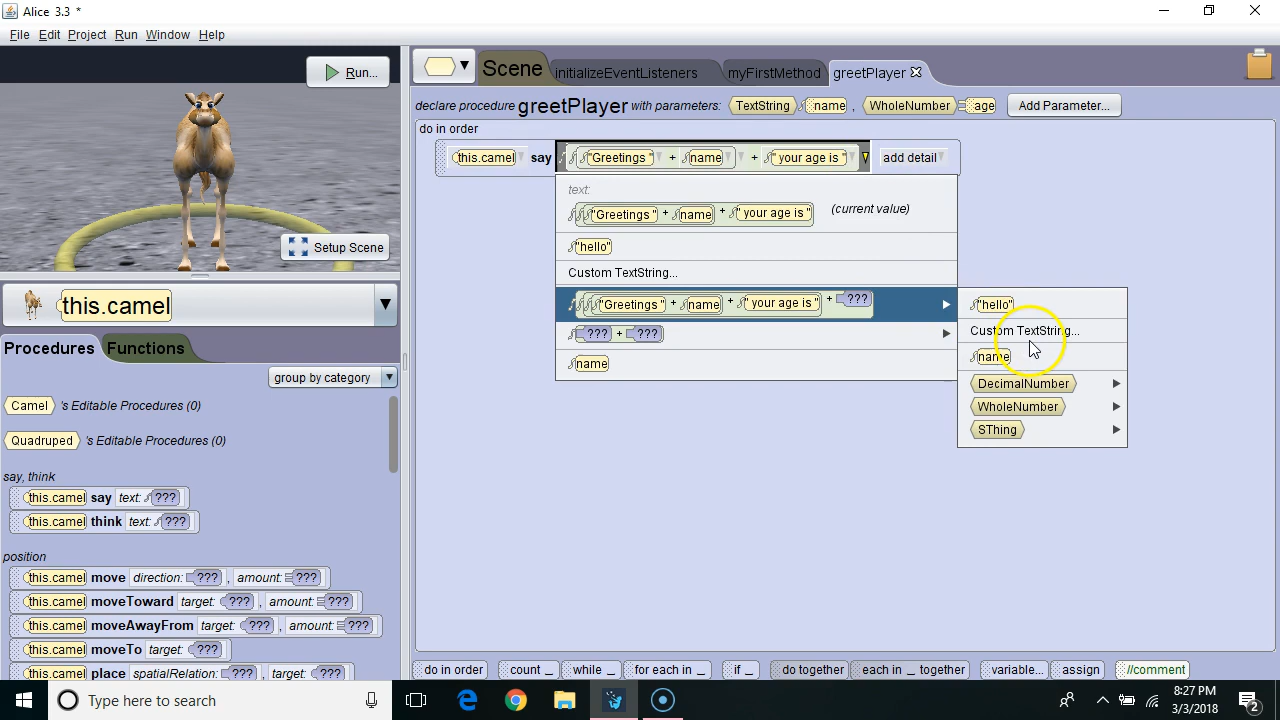 Alice 3.3 *
File Edit Project Run Window Help
Run...
Setup Scene
this.camel
Procedures Functions
group by category
Camel 's Editable Procedures (0)
Quadruped 's Editable Procedures (0)
say, think
this.camel say text: ???
this.camel think text: ???
position
this.camel move direction: ??? , amount: ???
this.camel moveToward target: ??? , amount: ???
this.camel moveAwayFrom target: ??? , amount: ???
this.camel moveTo target: ???
this.camel place spatialRelation: ??? , target: ???
Scene initializeEventListeners myFirstMethod greetPlayer
declare procedure greetPlayer with parameters: TextString name , WholeNumber age Add Parameter...
do in order
this.camel say "Greetings " + name + " your age is " add detail
text:
"Greetings " + name + " your age is " (current value)
"hello"
Custom TextString...
"Greetings " + name + " your age is " + ???
??? + ???
name
"hello"
Custom TextString...
name
DecimalNumber
WholeNumber
SThing
do in order count _ while _ for each in _ if _ do together each in _ together variable... assign //comment
Type here to search
8:27 PM
3/3/2018
2